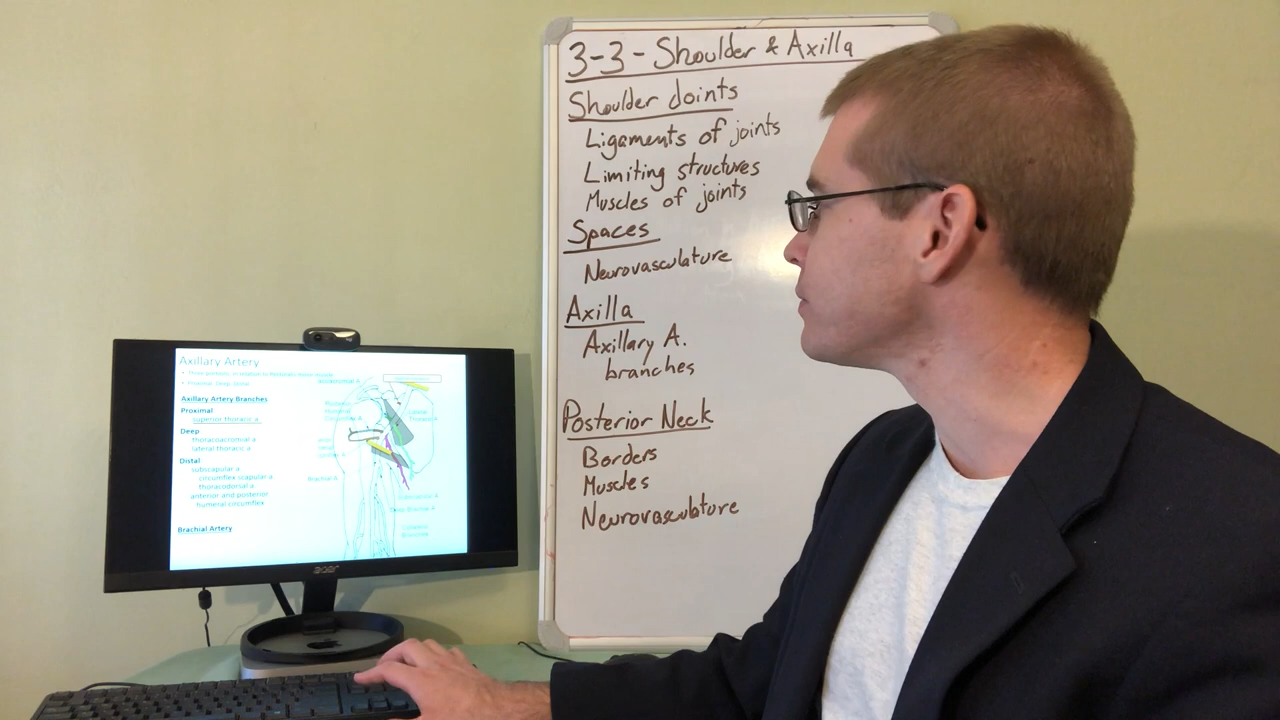 3-3-Shoulder & Axilla
Shoulder Joints
Ligaments of joints
Limiting structures
Muscles of joints
Spaces
Neurovasculature
Axilla
Axillary A.
branches
Posterior Neck
Borders
Muscles
Neurovasculature
Axillary Artery
Axillary Artery Branches
Proximal
superior thoracic a.
Deep
thoracoacromial a
lateral thoracic a.
Distal
subscapular a.
circumflex scapular a
thoracodorsal a.
anterior and posterior
humeral circumflex
Brachial Artery
Brachial A
acer